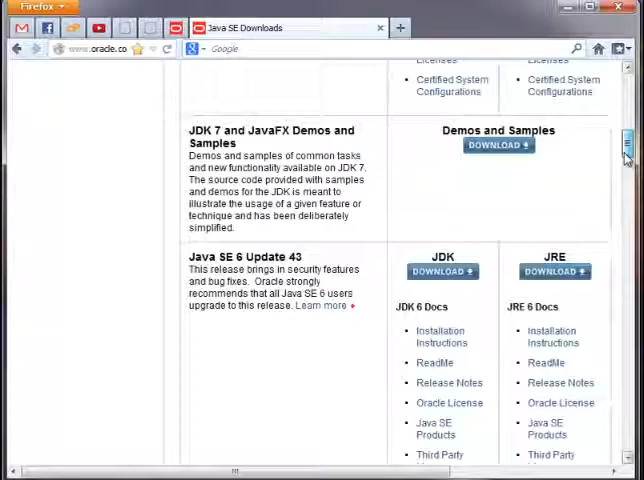 Firefox
Java SE Downloads
www.oracle.co
Google
Licenses
Licenses
Certified System
Configurations
Certified System
Configurations
JDK 7 and JavaFX Demos and
Samples
Demos and samples of common tasks
and new functionality available on JDK 7.
The source code provided with samples
and demos for the JDK is meant to
illustrate the usage of a given feature or
technique and has been deliberately
simplified.
Demos and Samples
DOWNLOAD
Java SE 6 Update 43
This release brings in security features
and bug fixes. Oracle strongly
recommends that all Java SE 6 users
upgrade to this release. Learn more
JDK
DOWNLOAD
JDK 6 Docs
Installation
Instructions
ReadMe
Release Notes
Oracle License
Java SE
Products
Third Party
JRE
DOWNLOAD
JRE 6 Docs
Installation
Instructions
ReadMe
Release Notes
Oracle License
Java SE
Products
Third Party